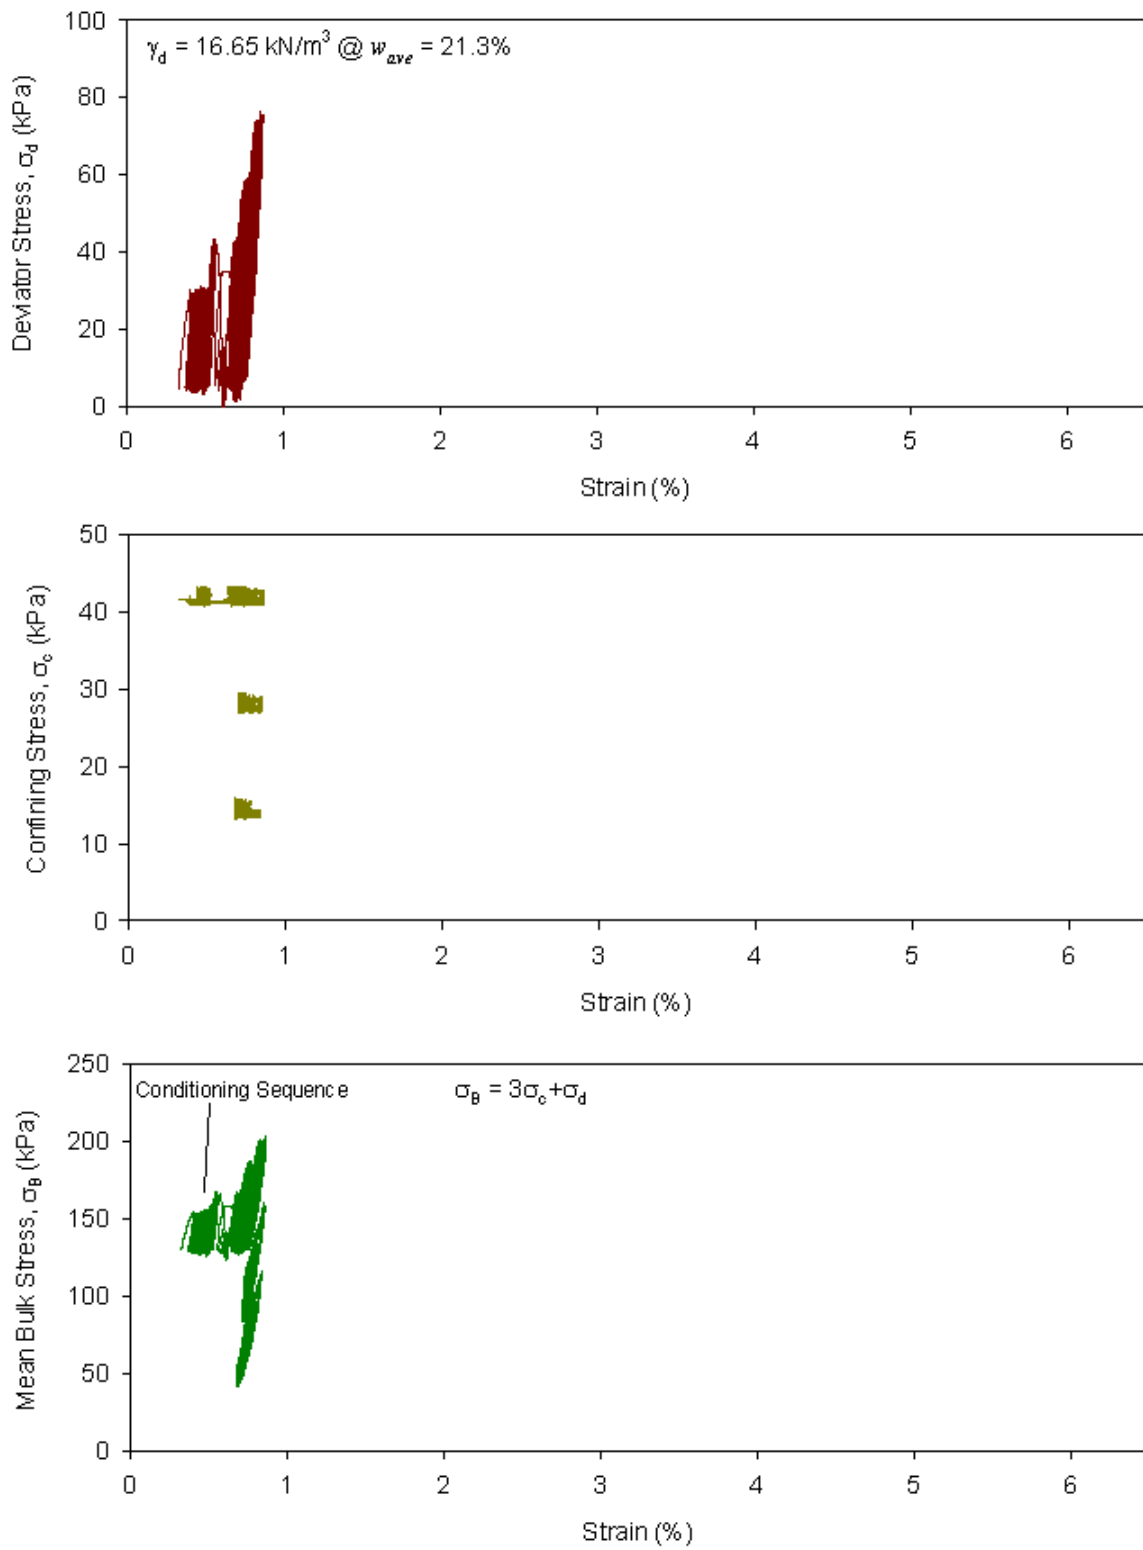 100
80
60
40
20
0
Deviator Stress, σd (kPa)
γd = 16.65 kN/m³ @ wave = 21.3%
0 1 2 3 4 5 6
Strain (%)
50
40
30
20
10
0
Confining Stress, σc (kPa)
0 1 2 3 4 5 6
Strain (%)
250
200
150
100
50
0
Mean Bulk Stress, σB (kPa)
Conditioning Sequence σB = 3σc+σd
0 1 2 3 4 5 6
Strain (%)